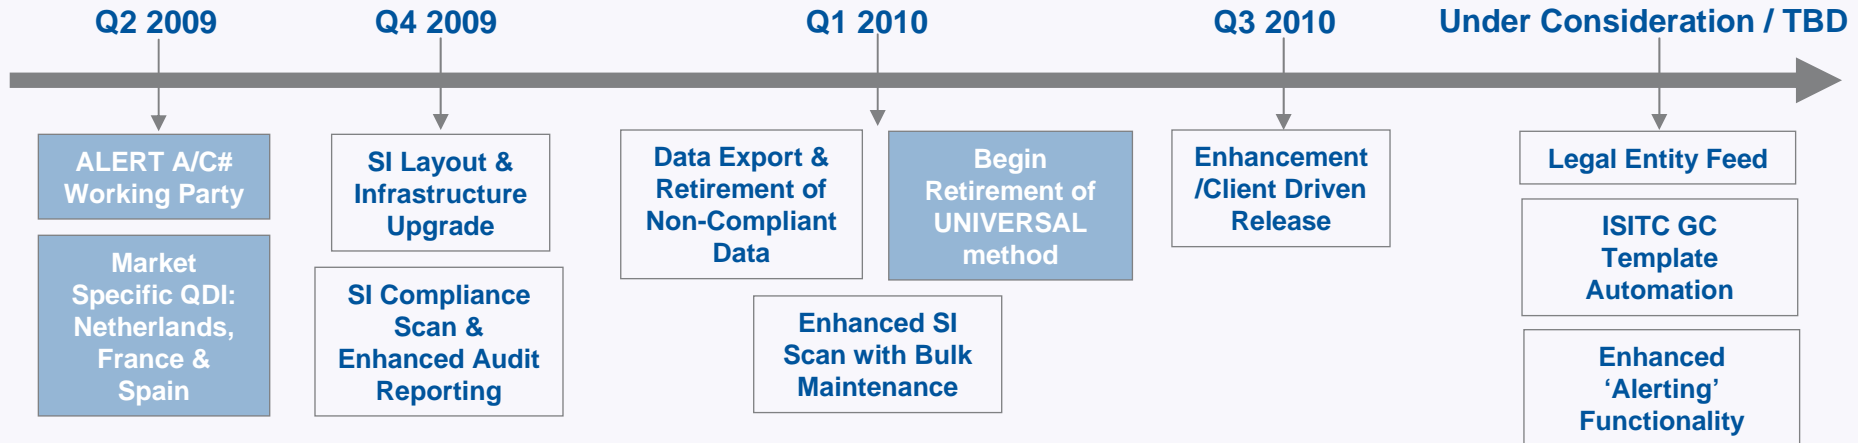 Q2 2009
Q4 2009
Q1 2010
Q3 2010
Under Consideration / TBD
ALERT A/C#
Working Party
Market
Specific QDI:
Netherlands,
France &
Spain
SI Layout &
Infrastructure
Upgrade
SI Compliance
Scan &
Enhanced Audit
Reporting
Data Export &
Retirement of
Non-Compliant
Data
Begin
Retirement of
UNIVERSAL
method
Enhanced SI
Scan with Bulk
Maintenance
Enhancement
/Client Driven
Release
Legal Entity Feed
ISITC GC
Template
Automation
Enhanced
‘Alerting’
Functionality